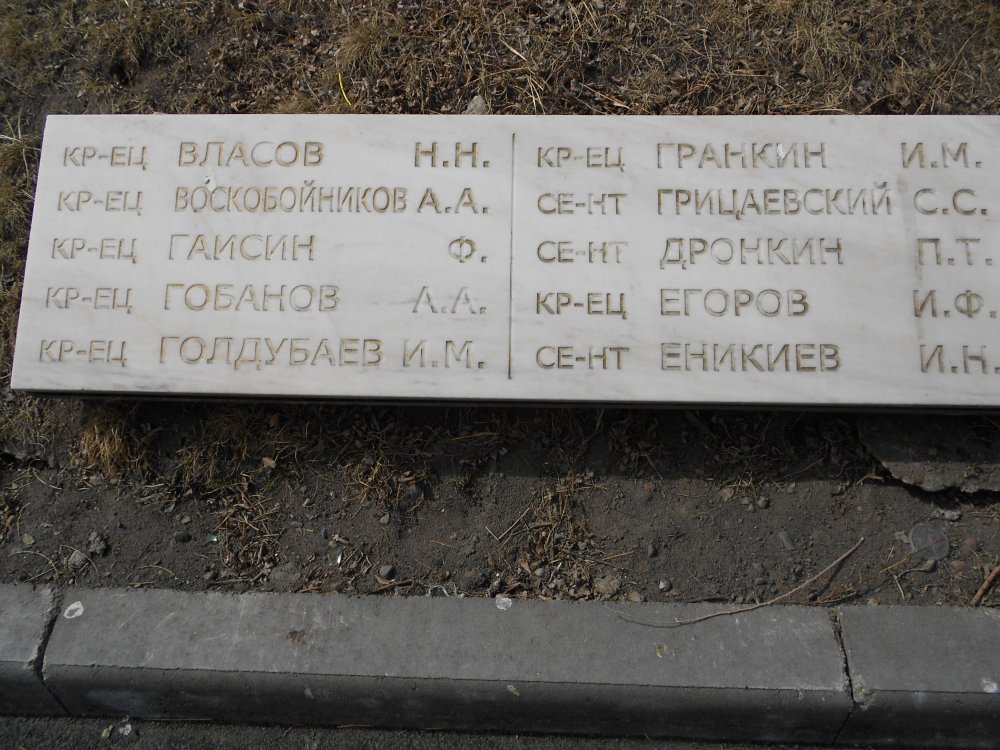 КР-ЕЦ ВЛАСОВ Н.Н.
КР-ЕЦ ВОСКОБОЙНИКОВ А.А.
КР-ЕЦ ГАИСИН Ф.
КР-ЕЦ ГОБАНОВ А.А.
КР-ЕЦ ГОЛДУБАЕВ И.М.
КР-ЕЦ ГРАНКИН И.М.
СЕ-НТ ГРИЦАЕВСКИЙ С.С.
СЕ-НТ ДРОНКИН П.Т.
КР-ЕЦ ЕГОРОВ И.Ф.
СЕ-НТ ЕНИКИЕВ И.Н.